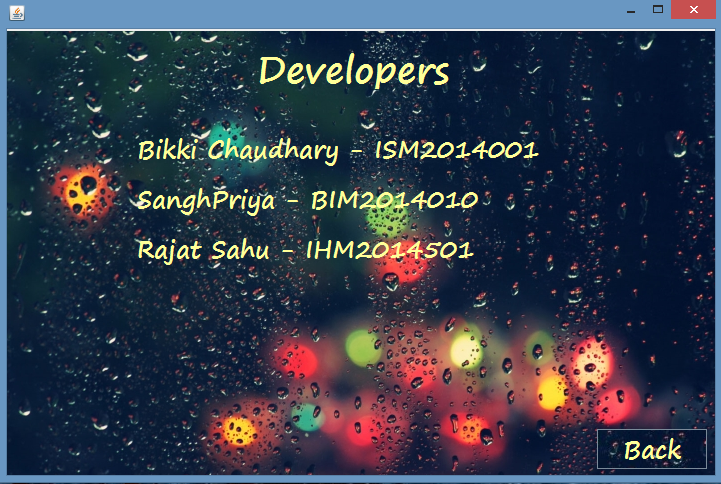 Developers
Bikki Chaudhary - ISM2014001
SanghPriya - BIM2014010
Rajat Sahu - IHM2014501
Back